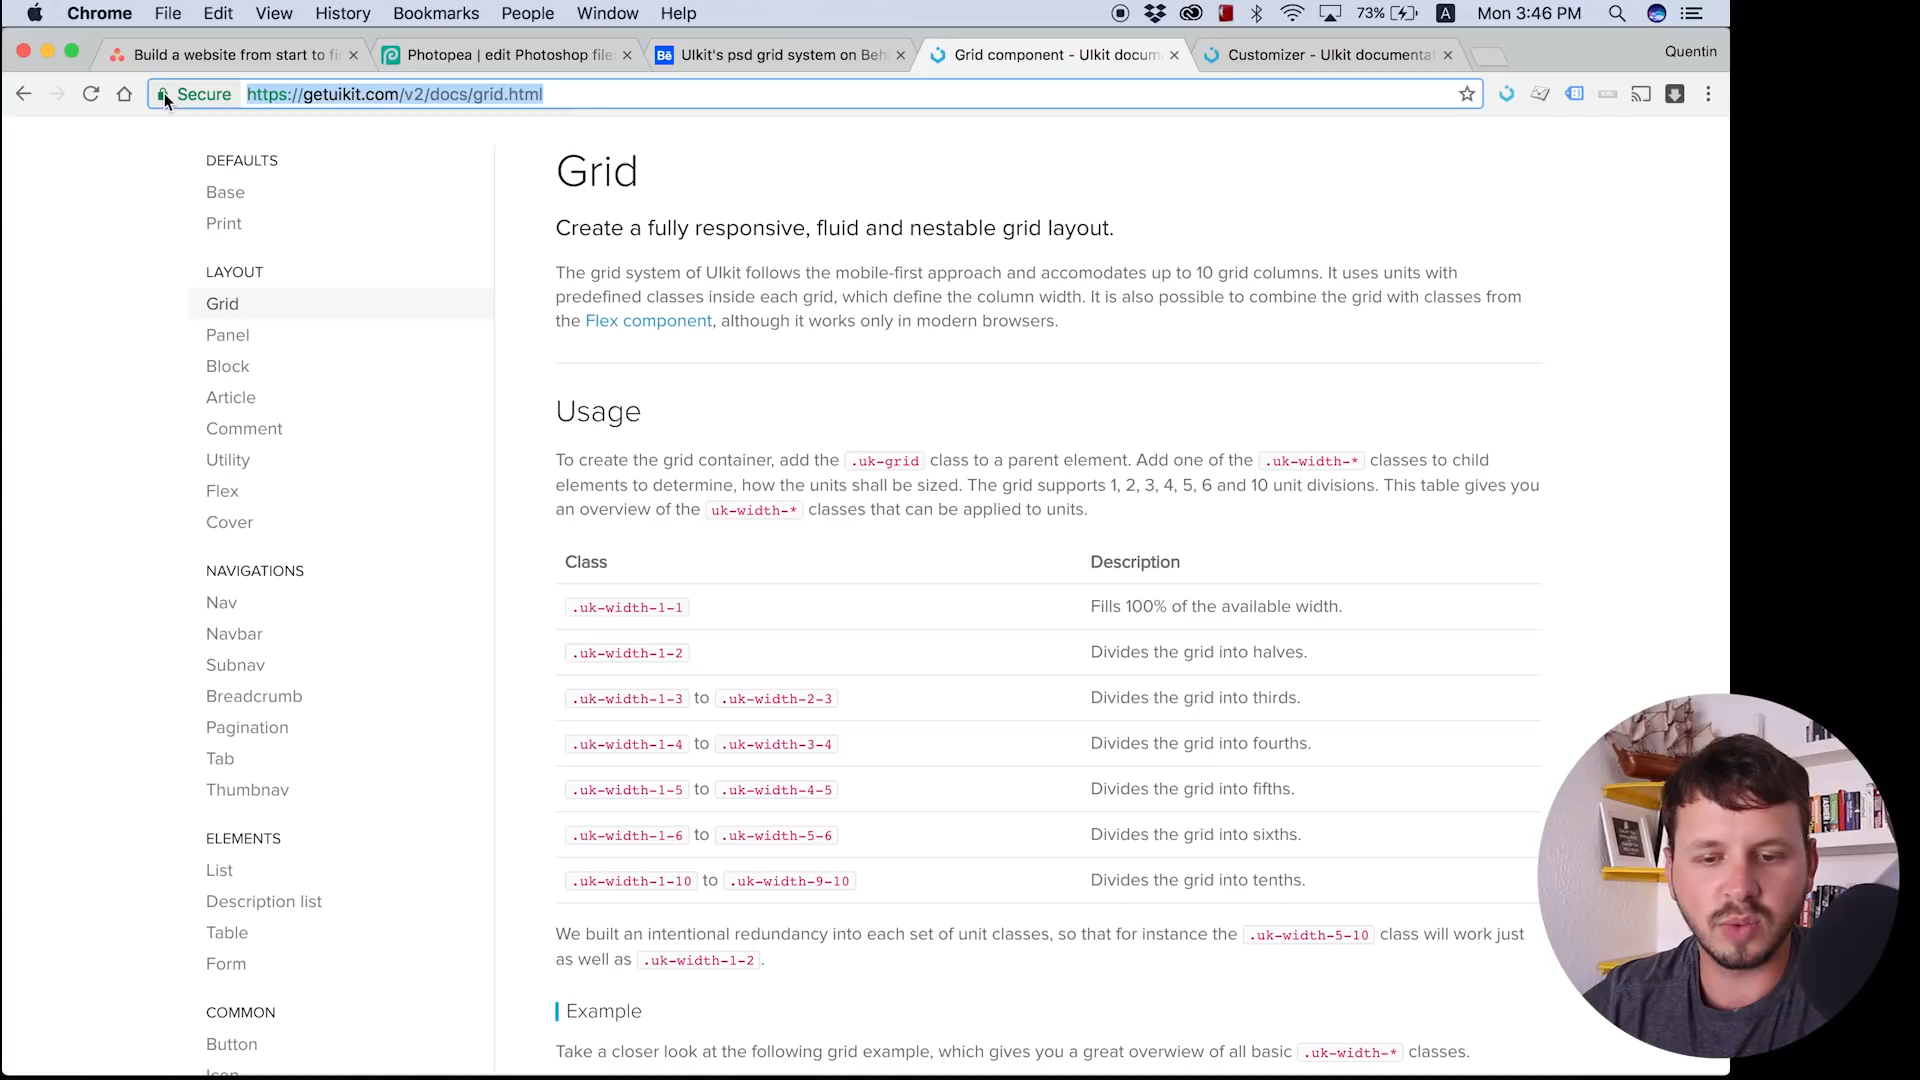 Chrome File Edit View History Bookmarks People Window Help 73% A Mon 3:46 PM
Build a website from start to fi Photopea | edit Photoshop file Bē UIkit's psd grid system on Beh Grid component - UIkit docum Customizer - UIkit documentat Quentin
Secure https://getuikit.com/v2/docs/grid.html
DEFAULTS
Base
Print
LAYOUT
Grid
Panel
Block
Article
Comment
Utility
Flex
Cover
NAVIGATIONS
Nav
Navbar
Subnav
Breadcrumb
Pagination
Tab
Thumbnav
ELEMENTS
List
Description list
Table
Form
COMMON
Button
Icon
Grid
Create a fully responsive, fluid and nestable grid layout.
The grid system of UIkit follows the mobile-first approach and accomodates up to 10 grid columns. It uses units with
predefined classes inside each grid, which define the column width. It is also possible to combine the grid with classes from
the Flex component, although it works only in modern browsers.
Usage
To create the grid container, add the .uk-grid class to a parent element. Add one of the .uk-width-* classes to child
elements to determine, how the units shall be sized. The grid supports 1, 2, 3, 4, 5, 6 and 10 unit divisions. This table gives you
an overview of the uk-width-* classes that can be applied to units.
Class Description
.uk-width-1-1 Fills 100% of the available width.
.uk-width-1-2 Divides the grid into halves.
.uk-width-1-3 to .uk-width-2-3 Divides the grid into thirds.
.uk-width-1-4 to .uk-width-3-4 Divides the grid into fourths.
.uk-width-1-5 to .uk-width-4-5 Divides the grid into fifths.
.uk-width-1-6 to .uk-width-5-6 Divides the grid into sixths.
.uk-width-1-10 to .uk-width-9-10 Divides the grid into tenths.
We built an intentional redundancy into each set of unit classes, so that for instance the .uk-width-5-10 class will work just
as well as .uk-width-1-2.
Example
Take a closer look at the following grid example, which gives you a great overwiew of all basic .uk-width-* classes.